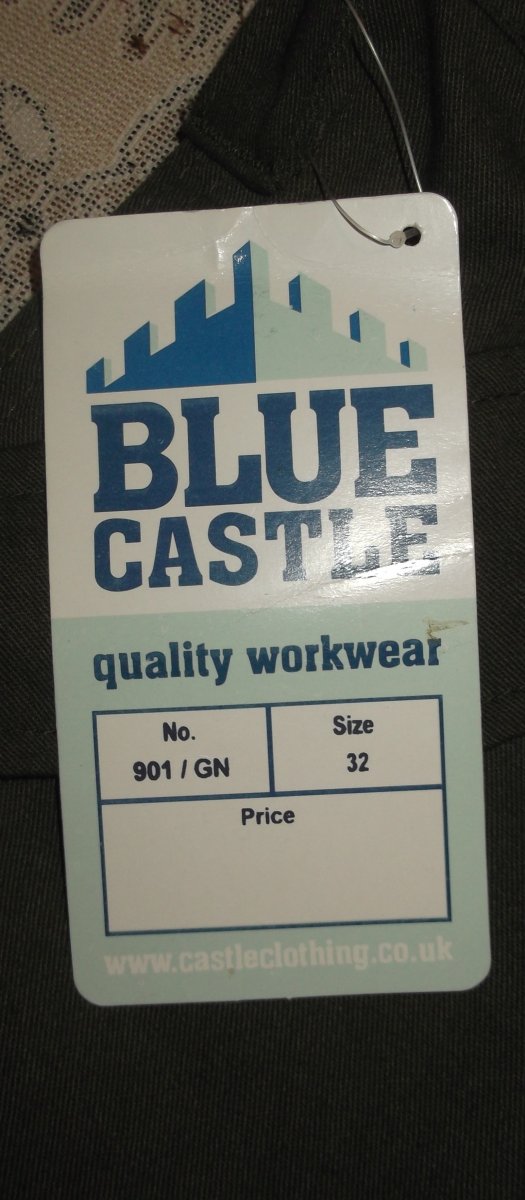 BLUE
CASTLE
quality workwear
No.
901 / GN
Size
32
Price
www.castleclothing.co.uk